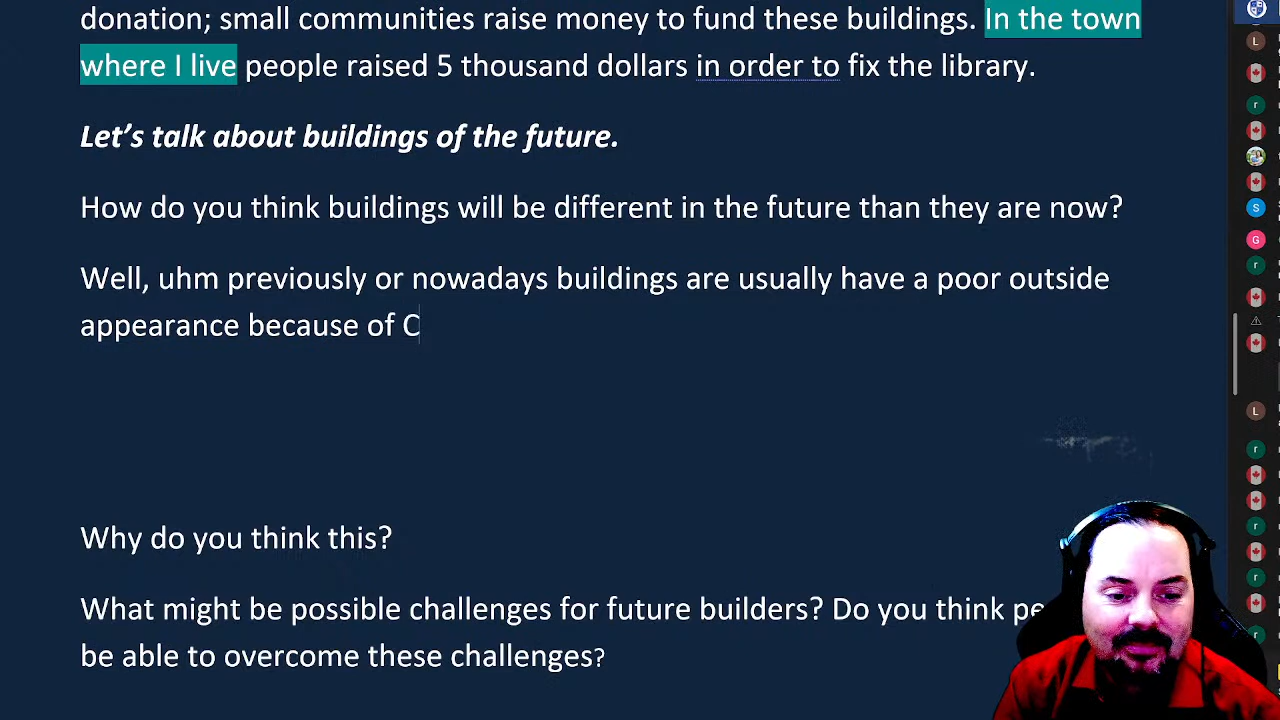 donation; small communities raise money to fund these buildings. In the town
where I live people raised 5 thousand dollars in order to fix the library.
Let's talk about buildings of the future.
How do you think buildings will be different in the future than they are now?
Well, uhm previously or nowadays buildings are usually have a poor outside
appearance because of C
Why do you think this?
What might be possible challenges for future builders? Do you think
be able to overcome these challenges?
L
r
S
G
r
L
r
r
r
r